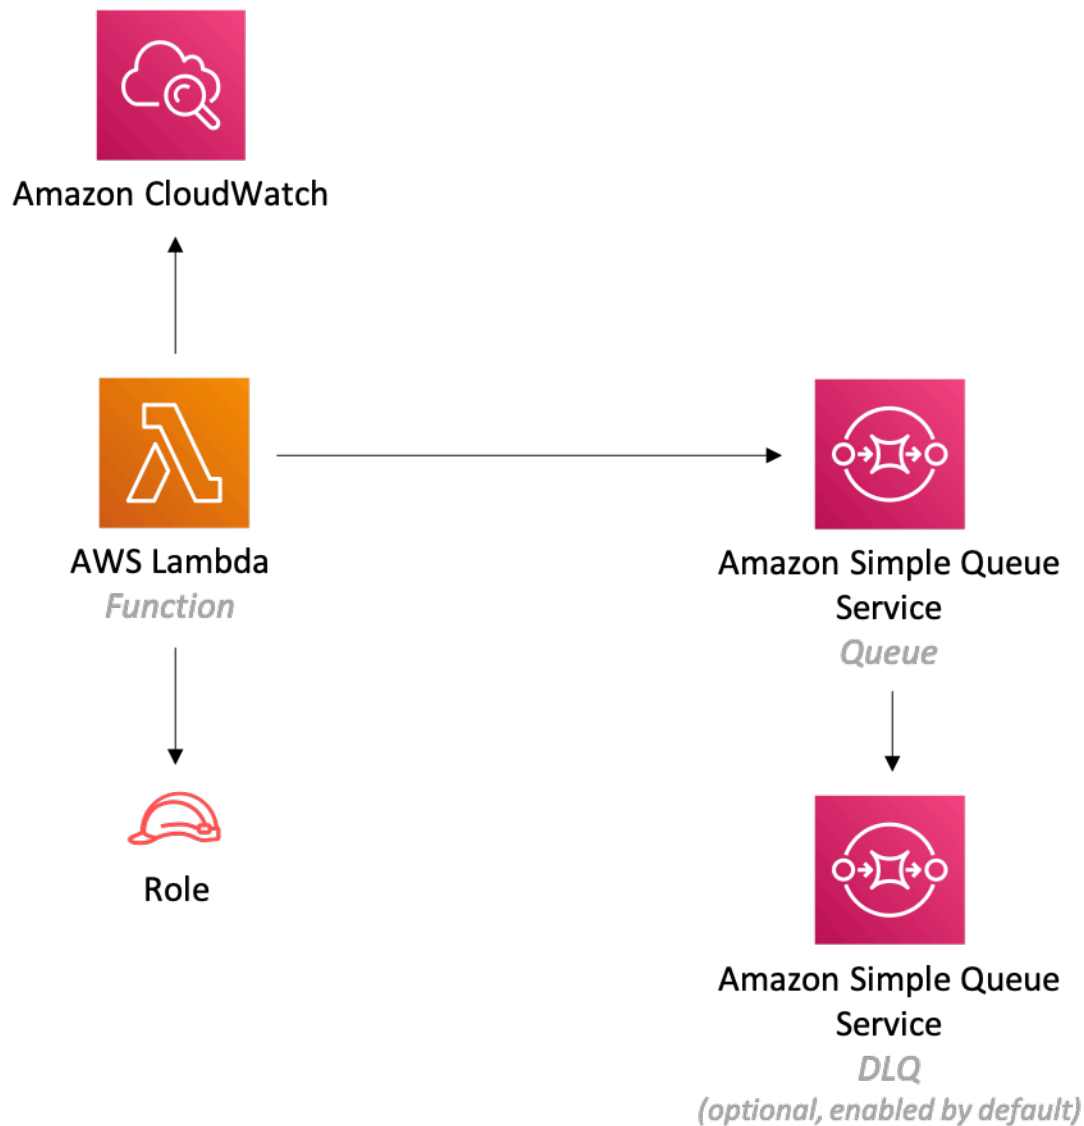 Amazon CloudWatch
AWS Lambda
Function
Amazon Simple Queue
Service
Queue
Role
Amazon Simple Queue
Service
DLQ
(optional, enabled by default)